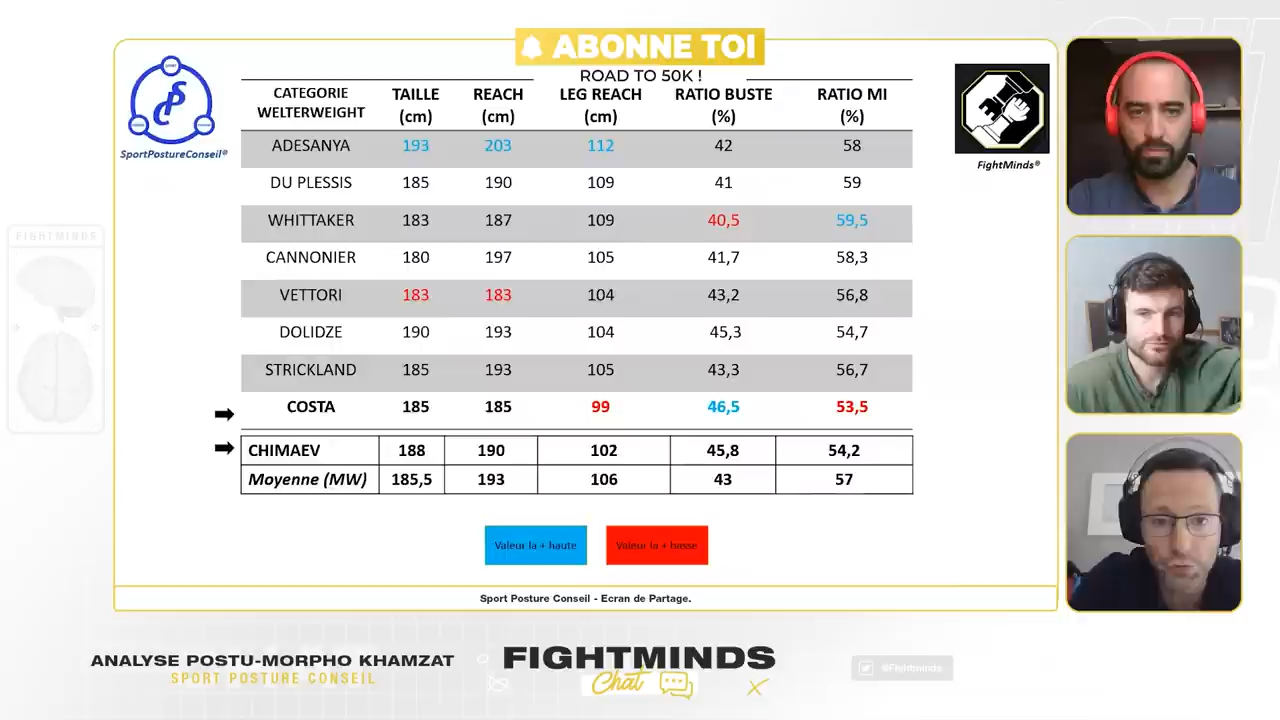 ABONNE TOI
ROAD TO 50K !
SportPostureConseil®
FightMinds®
FIGHTMINDS
CATEGORIE WELTERWEIGHT TAILLE (cm) REACH (cm) LEG REACH (cm) RATIO BUSTE (%) RATIO MI (%)
ADESANYA 193 203 112 42 58
DU PLESSIS 185 190 109 41 59
WHITTAKER 183 187 109 40,5 59,5
CANNONIER 180 197 105 41,7 58,3
VETTORI 183 183 104 43,2 56,8
DOLIDZE 190 193 104 45,3 54,7
STRICKLAND 185 193 105 43,3 56,7
COSTA 185 185 99 46,5 53,5
CHIMAEV 188 190 102 45,8 54,2
Moyenne (MW) 185,5 193 106 43 57
Valeur la + haute
Valeur la + basse
Sport Posture Conseil - Ecran de Partage.
ANALYSE POSTU-MORPHO KHAMZAT
SPORT POSTURE CONSEIL
FIGHTMINDS
Chat
@Fightminds